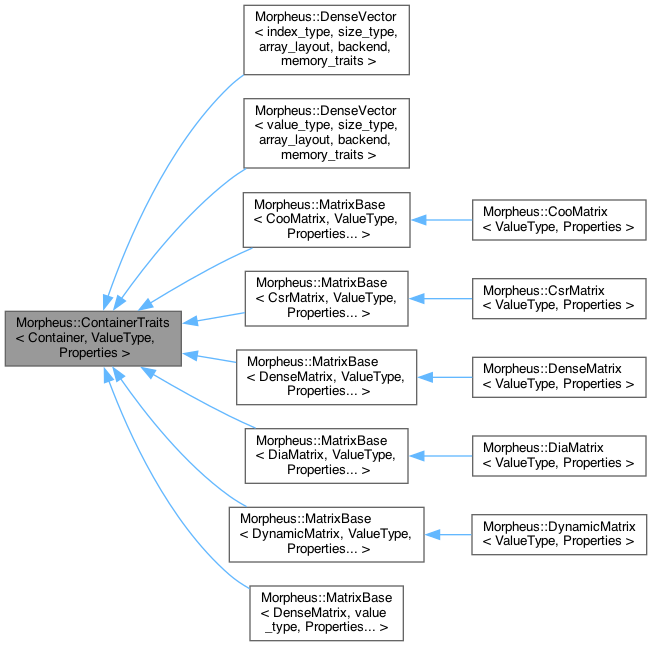 Morpheus::DenseVector
< index_type, size_type,
array_layout, backend,
memory_traits >
Morpheus::DenseVector
< value_type, size_type,
array_layout, backend,
memory_traits >
Morpheus::MatrixBase
< CooMatrix, ValueType,
Properties... >
Morpheus::CooMatrix
< ValueType, Properties >
Morpheus::MatrixBase
< CsrMatrix, ValueType,
Properties... >
Morpheus::CsrMatrix
< ValueType, Properties >
Morpheus::ContainerTraits
< Container, ValueType,
Properties >
Morpheus::MatrixBase
< DenseMatrix, ValueType,
Properties... >
Morpheus::DenseMatrix
< ValueType, Properties >
Morpheus::MatrixBase
< DiaMatrix, ValueType,
Properties... >
Morpheus::DiaMatrix
< ValueType, Properties >
Morpheus::MatrixBase
< DynamicMatrix, ValueType,
Properties... >
Morpheus::DynamicMatrix
< ValueType, Properties >
Morpheus::MatrixBase
< DenseMatrix, value
_type, Properties... >